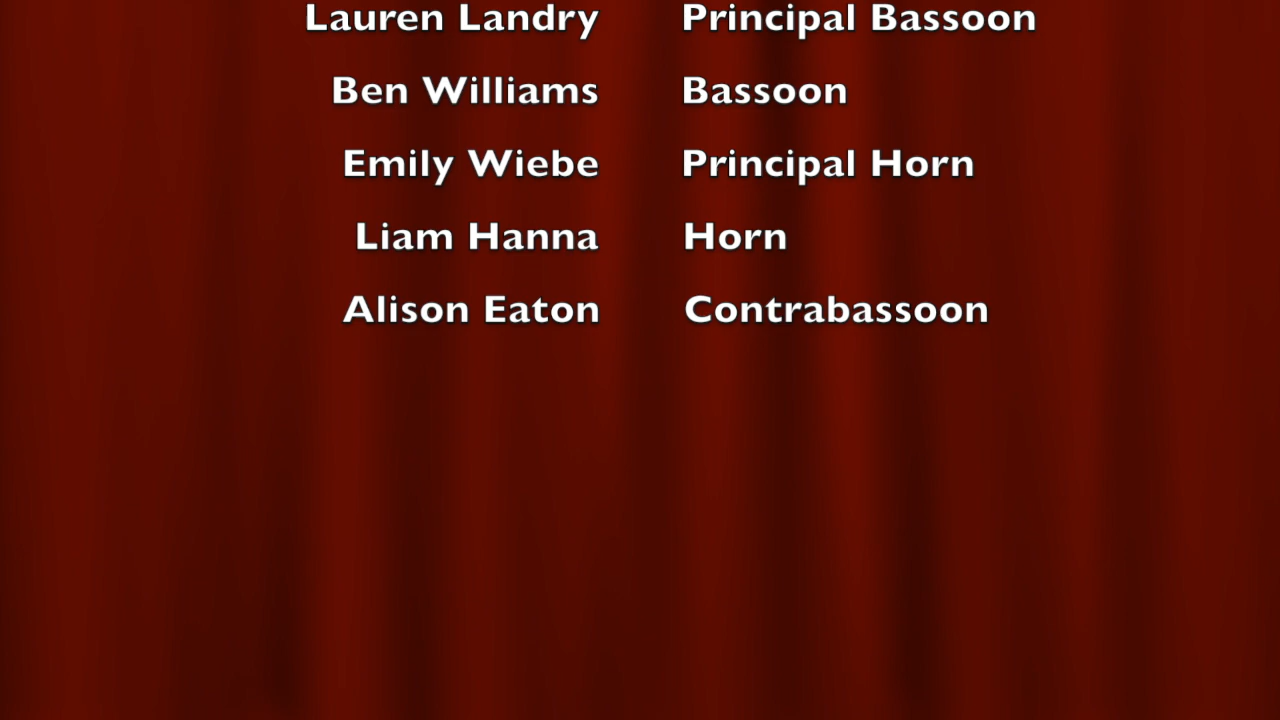 Lauren Landry Principal Bassoon
Ben Williams Bassoon
Emily Wiebe Principal Horn
Liam Hanna Horn
Alison Eaton Contrabassoon